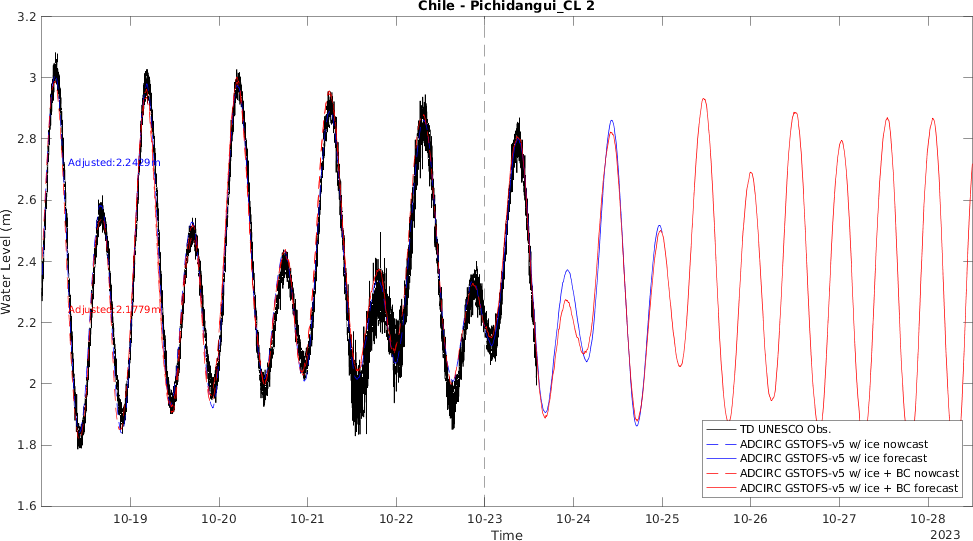 Chile - Pichidangui_CL 2
3.2
3
2.8
2.6
2.4
2.2
2
1.8
1.6
Water Level (m)
Adjusted:2.2429m
Adjusted:2.1779m
TD UNESCO Obs.
ADCIRC GSTOFS-v5 w/ ice nowcast
ADCIRC GSTOFS-v5 w/ ice forecast
ADCIRC GSTOFS-v5 w/ ice + BC nowcast
ADCIRC GSTOFS-v5 w/ ice + BC forecast
10-19 10-20 10-21 10-22 10-23 10-24 10-25 10-26 10-27 10-28
2023
Time